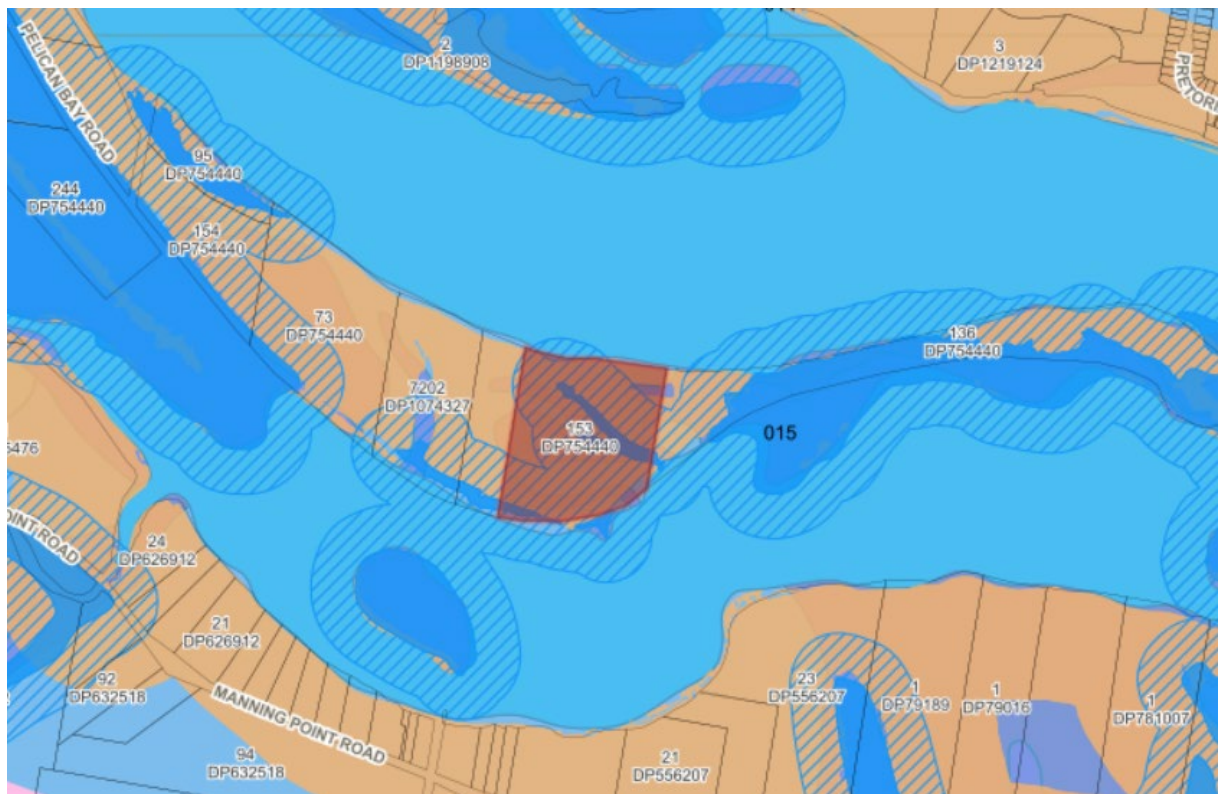 2
DP1198908
3
DP1219124
PELICAN BAY ROAD
95
DP754440
244
DP754440
154
DP754440
73
DP754440
136
DP754440
7202
DP1074327
153
DP754440
015
5476
24
DP626912
21
DP626912
92
DP632518
MANNING POINT ROAD
94
DP632518
23
DP556207
1
DP79189
1
DP79016
1
DP781007
21
DP556207
OINT ROAD
PRETORI